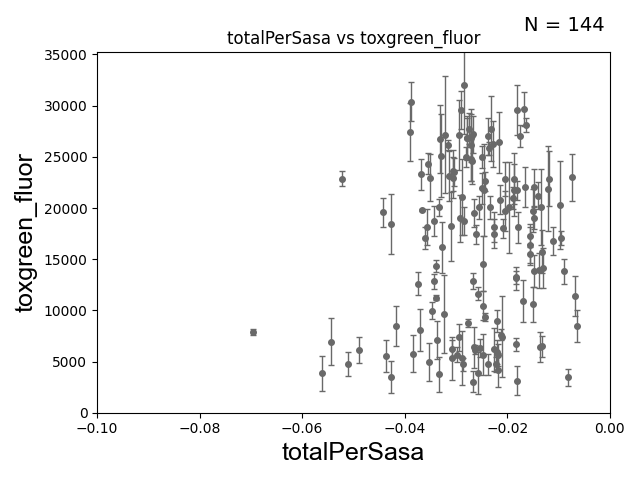 N = 144
totalPerSasa vs toxgreen_fluor
35000
30000
25000
20000
15000
10000
5000
0
toxgreen_fluor
−0.10 −0.08 −0.06 −0.04 −0.02 0.00
totalPerSasa